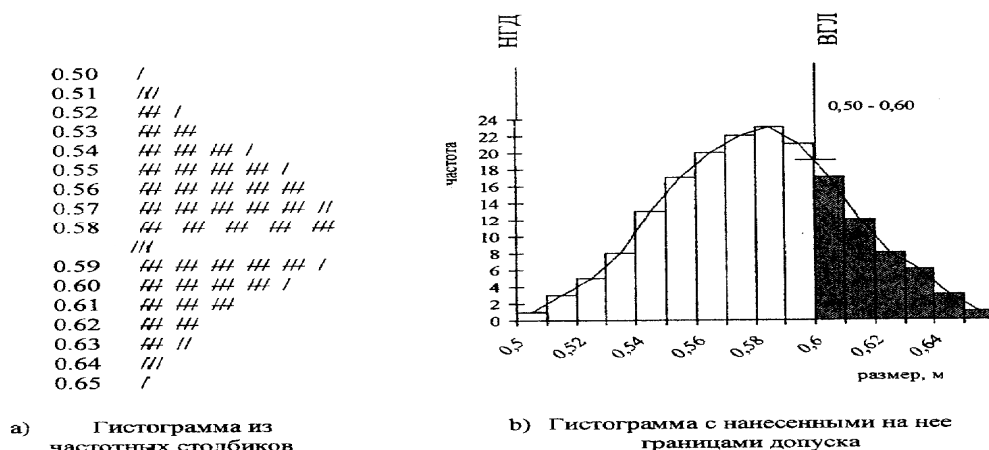 0.50 /
0.51 ///
0.52 //// /
0.53 //// ///
0.54 //// /// /// /
0.55 //// /// /// /// /
0.56 //// /// /// /// ///
0.57 //// /// /// /// /// //
0.58 //// /// /// /// ///
///
0.59 //// /// /// /// /// /
0.60 //// /// /// /// /
0.61 //// /// ///
0.62 //// ///
0.63 //// //
0.64 ///
0.65 /
а) Гистограмма из
частотных столбиков
НГД
ВГЛ
0,50 - 0,60
частота
24
22
20
18
16
14
12
10
8
6
4
2
0
0,5
0,52
0,54
0,56
0,58
0,6
0,62
0,64
размер, м
b) Гистограмма с нанесенными на нее
границами допуска